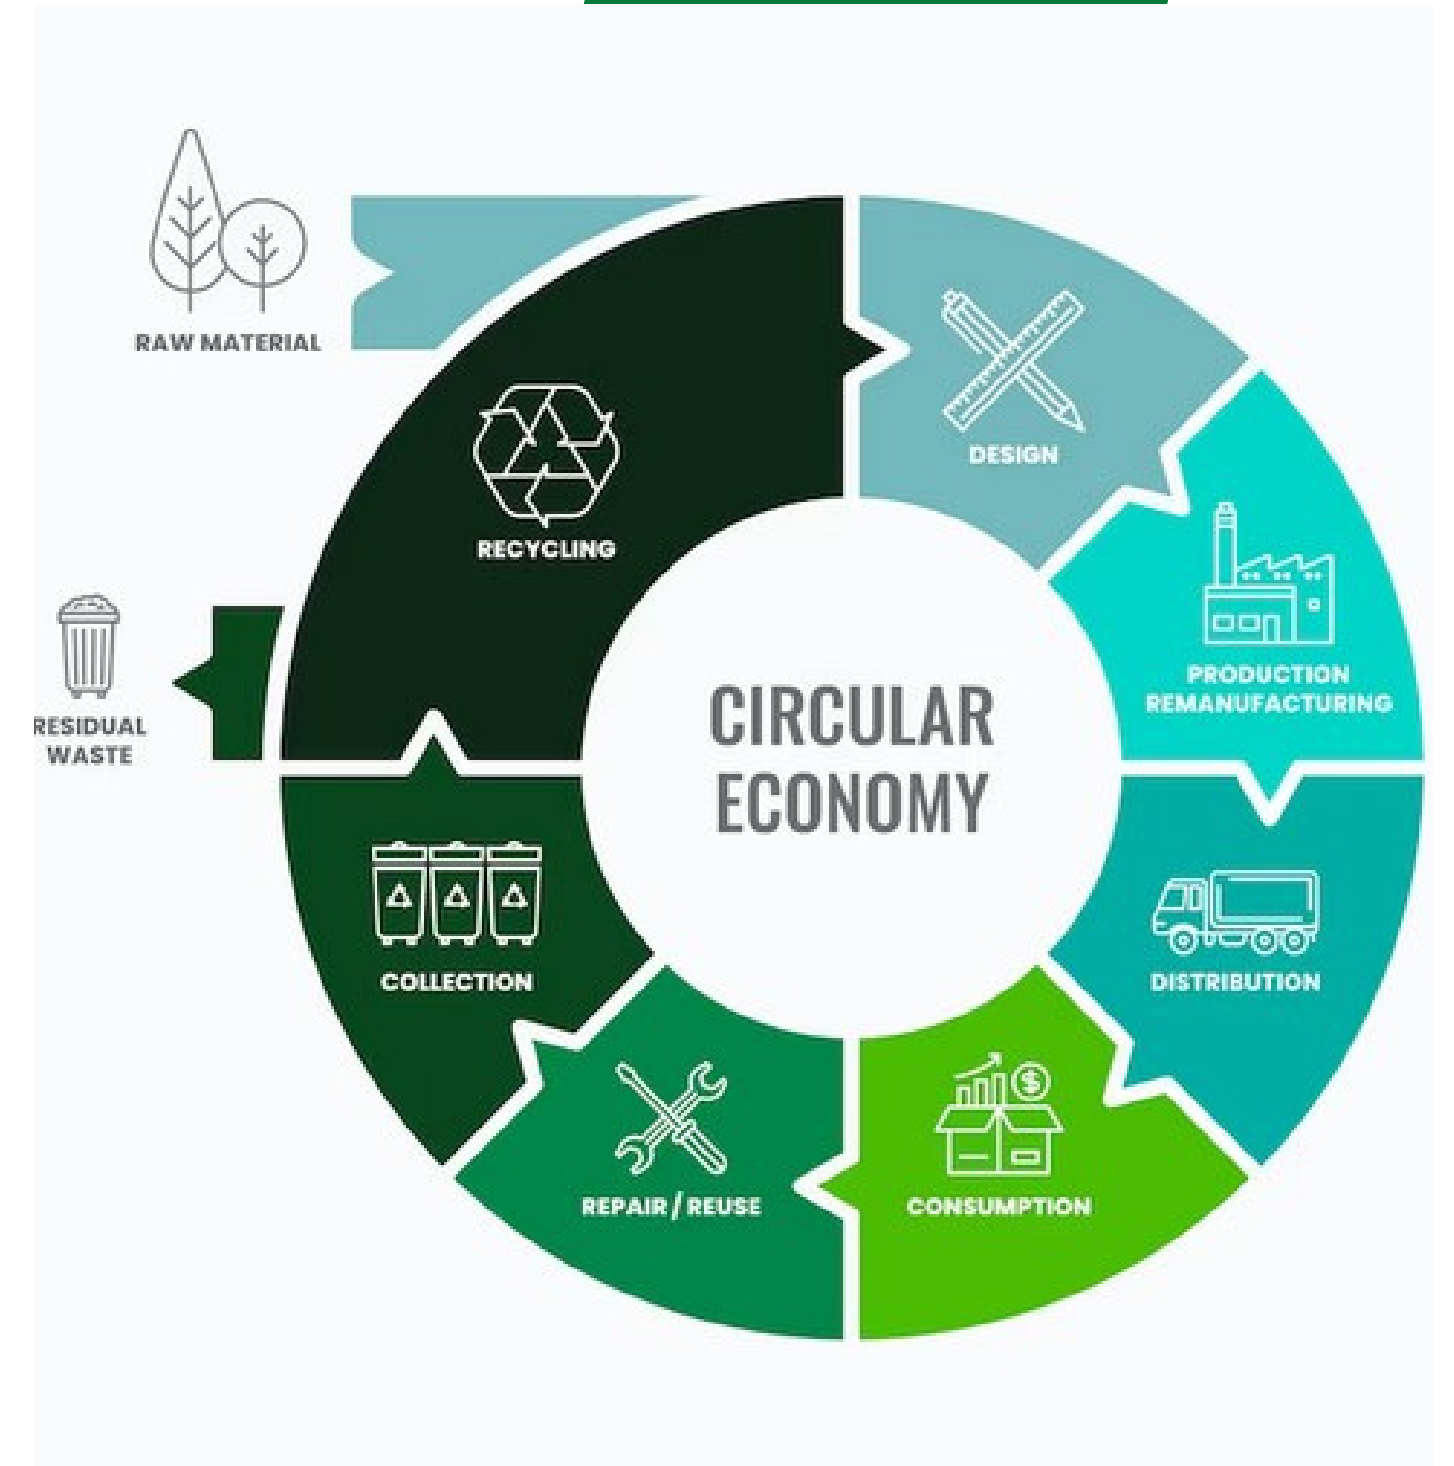 RAW MATERIAL
DESIGN
RECYCLING
PRODUCTION
REMANUFACTURING
RESIDUAL
WASTE
CIRCULAR
ECONOMY
COLLECTION
DISTRIBUTION
REPAIR / REUSE
CONSUMPTION
$